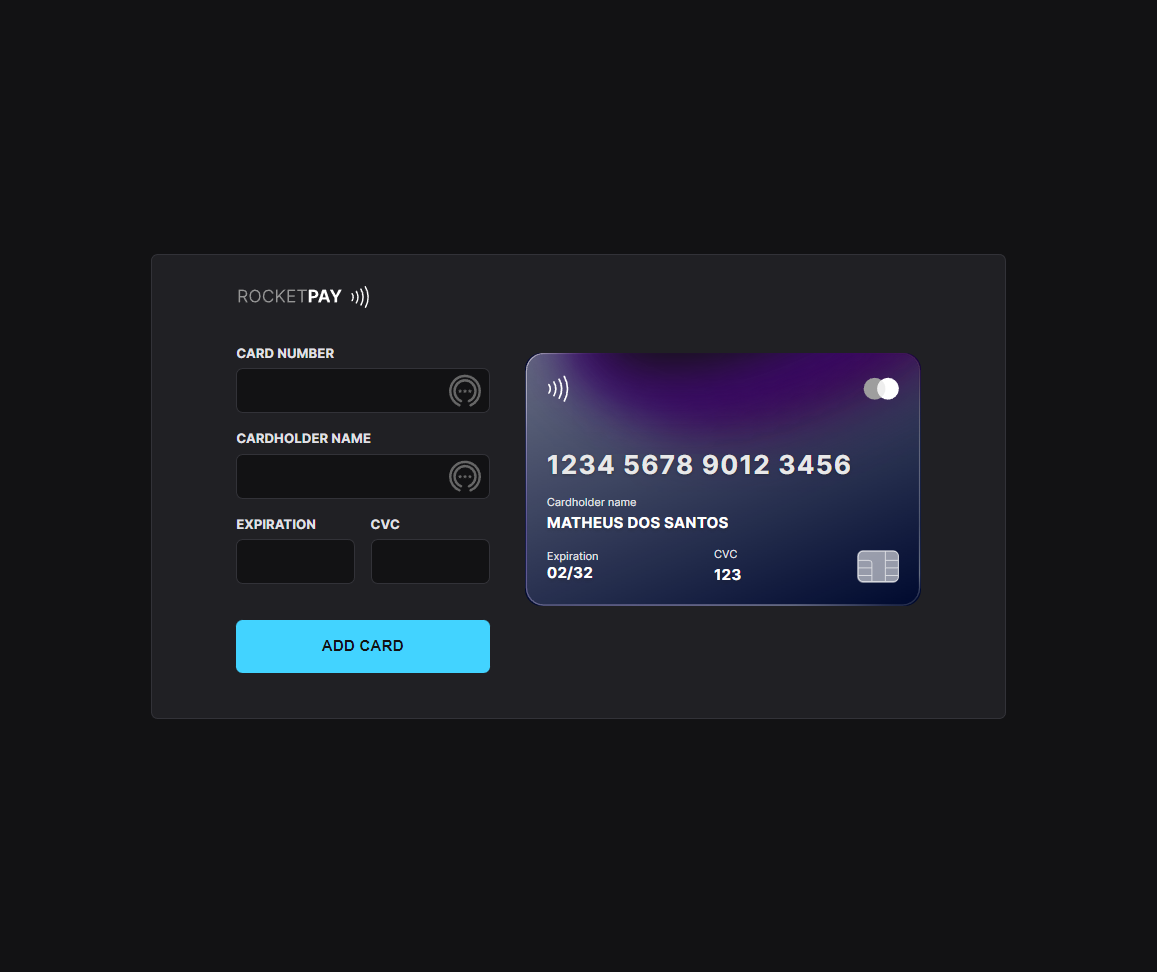 ROCKETPAY
CARD NUMBER
CARDHOLDER NAME
EXPIRATION CVC
ADD CARD
1234 5678 9012 3456
Cardholder name
MATHEUS DOS SANTOS
Expiration CVC
02/32 123